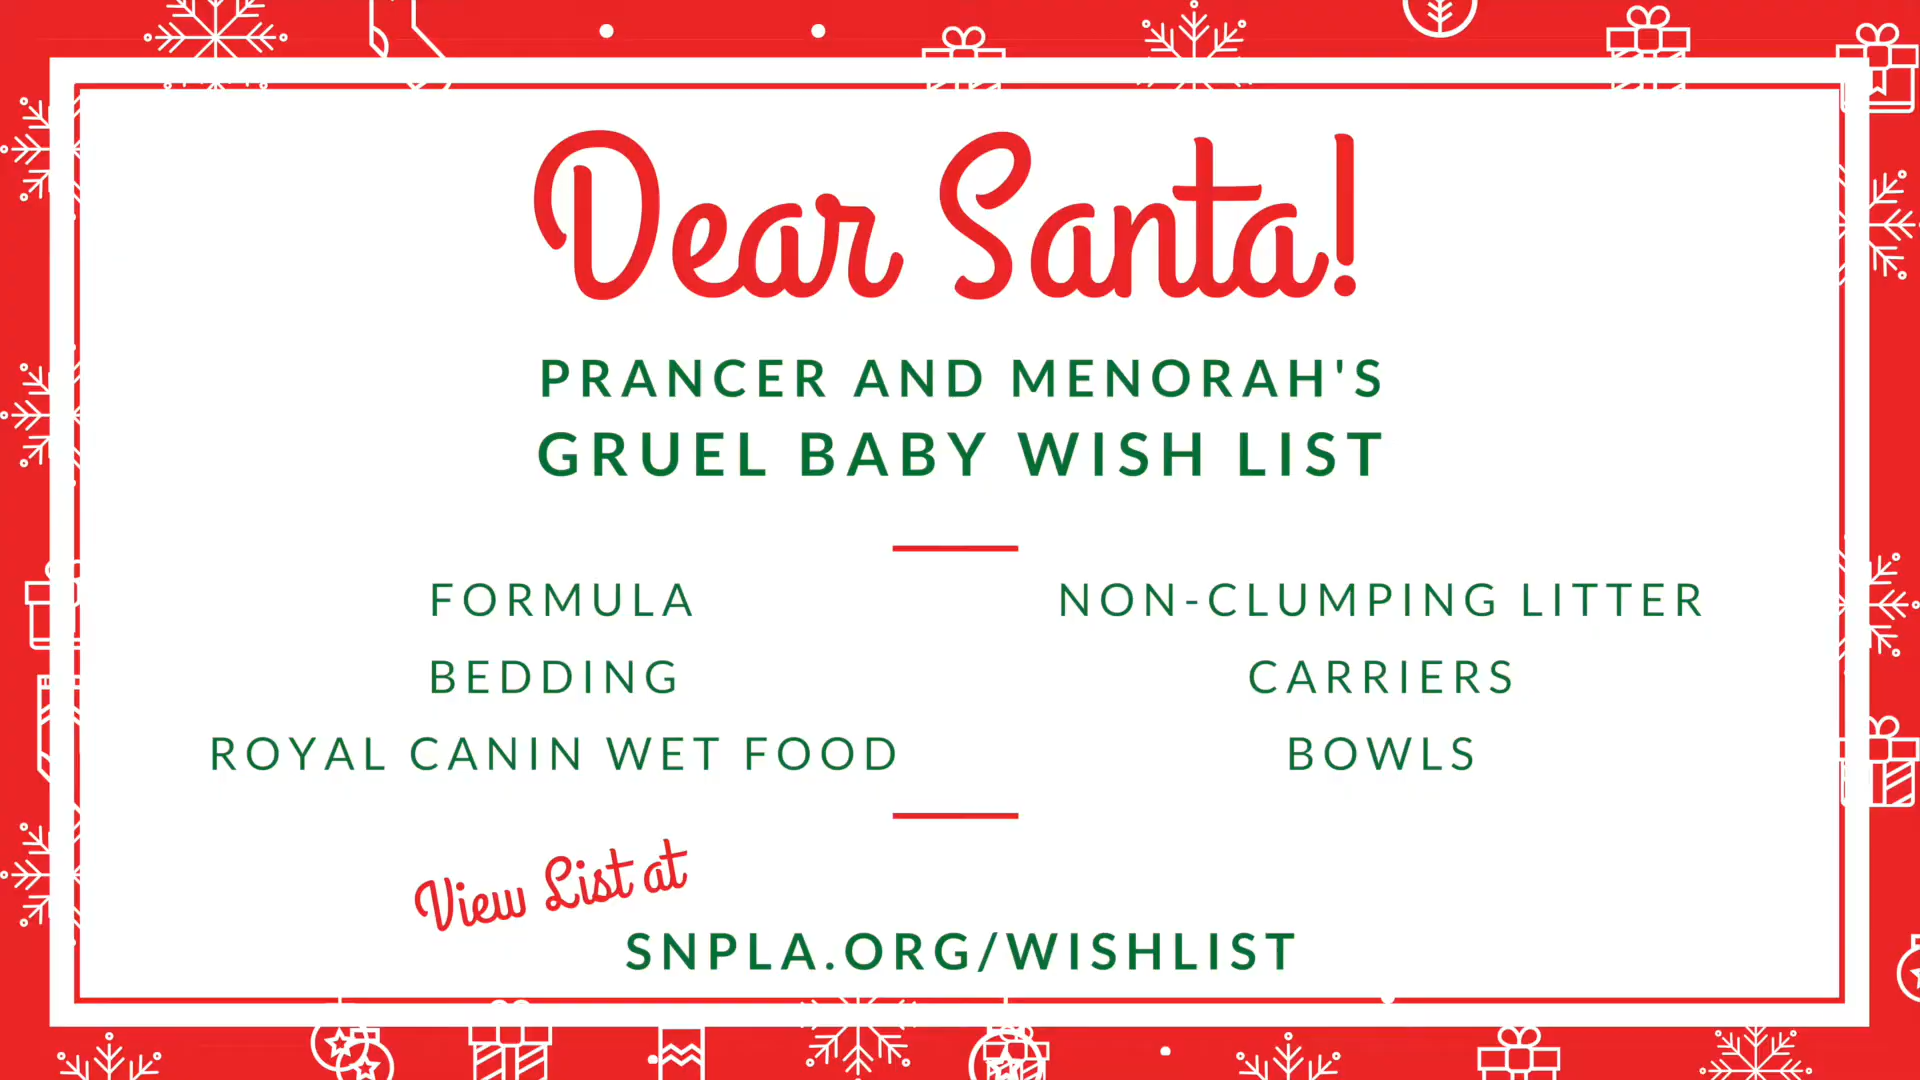 Dear Santa!
PRANCER AND MENORAH'S
GRUEL BABY WISH LIST
FORMULA
BEDDING
ROYAL CANIN WET FOOD
NON-CLUMPING LITTER
CARRIERS
BOWLS
View List at
SNPLA.ORG/WISHLIST